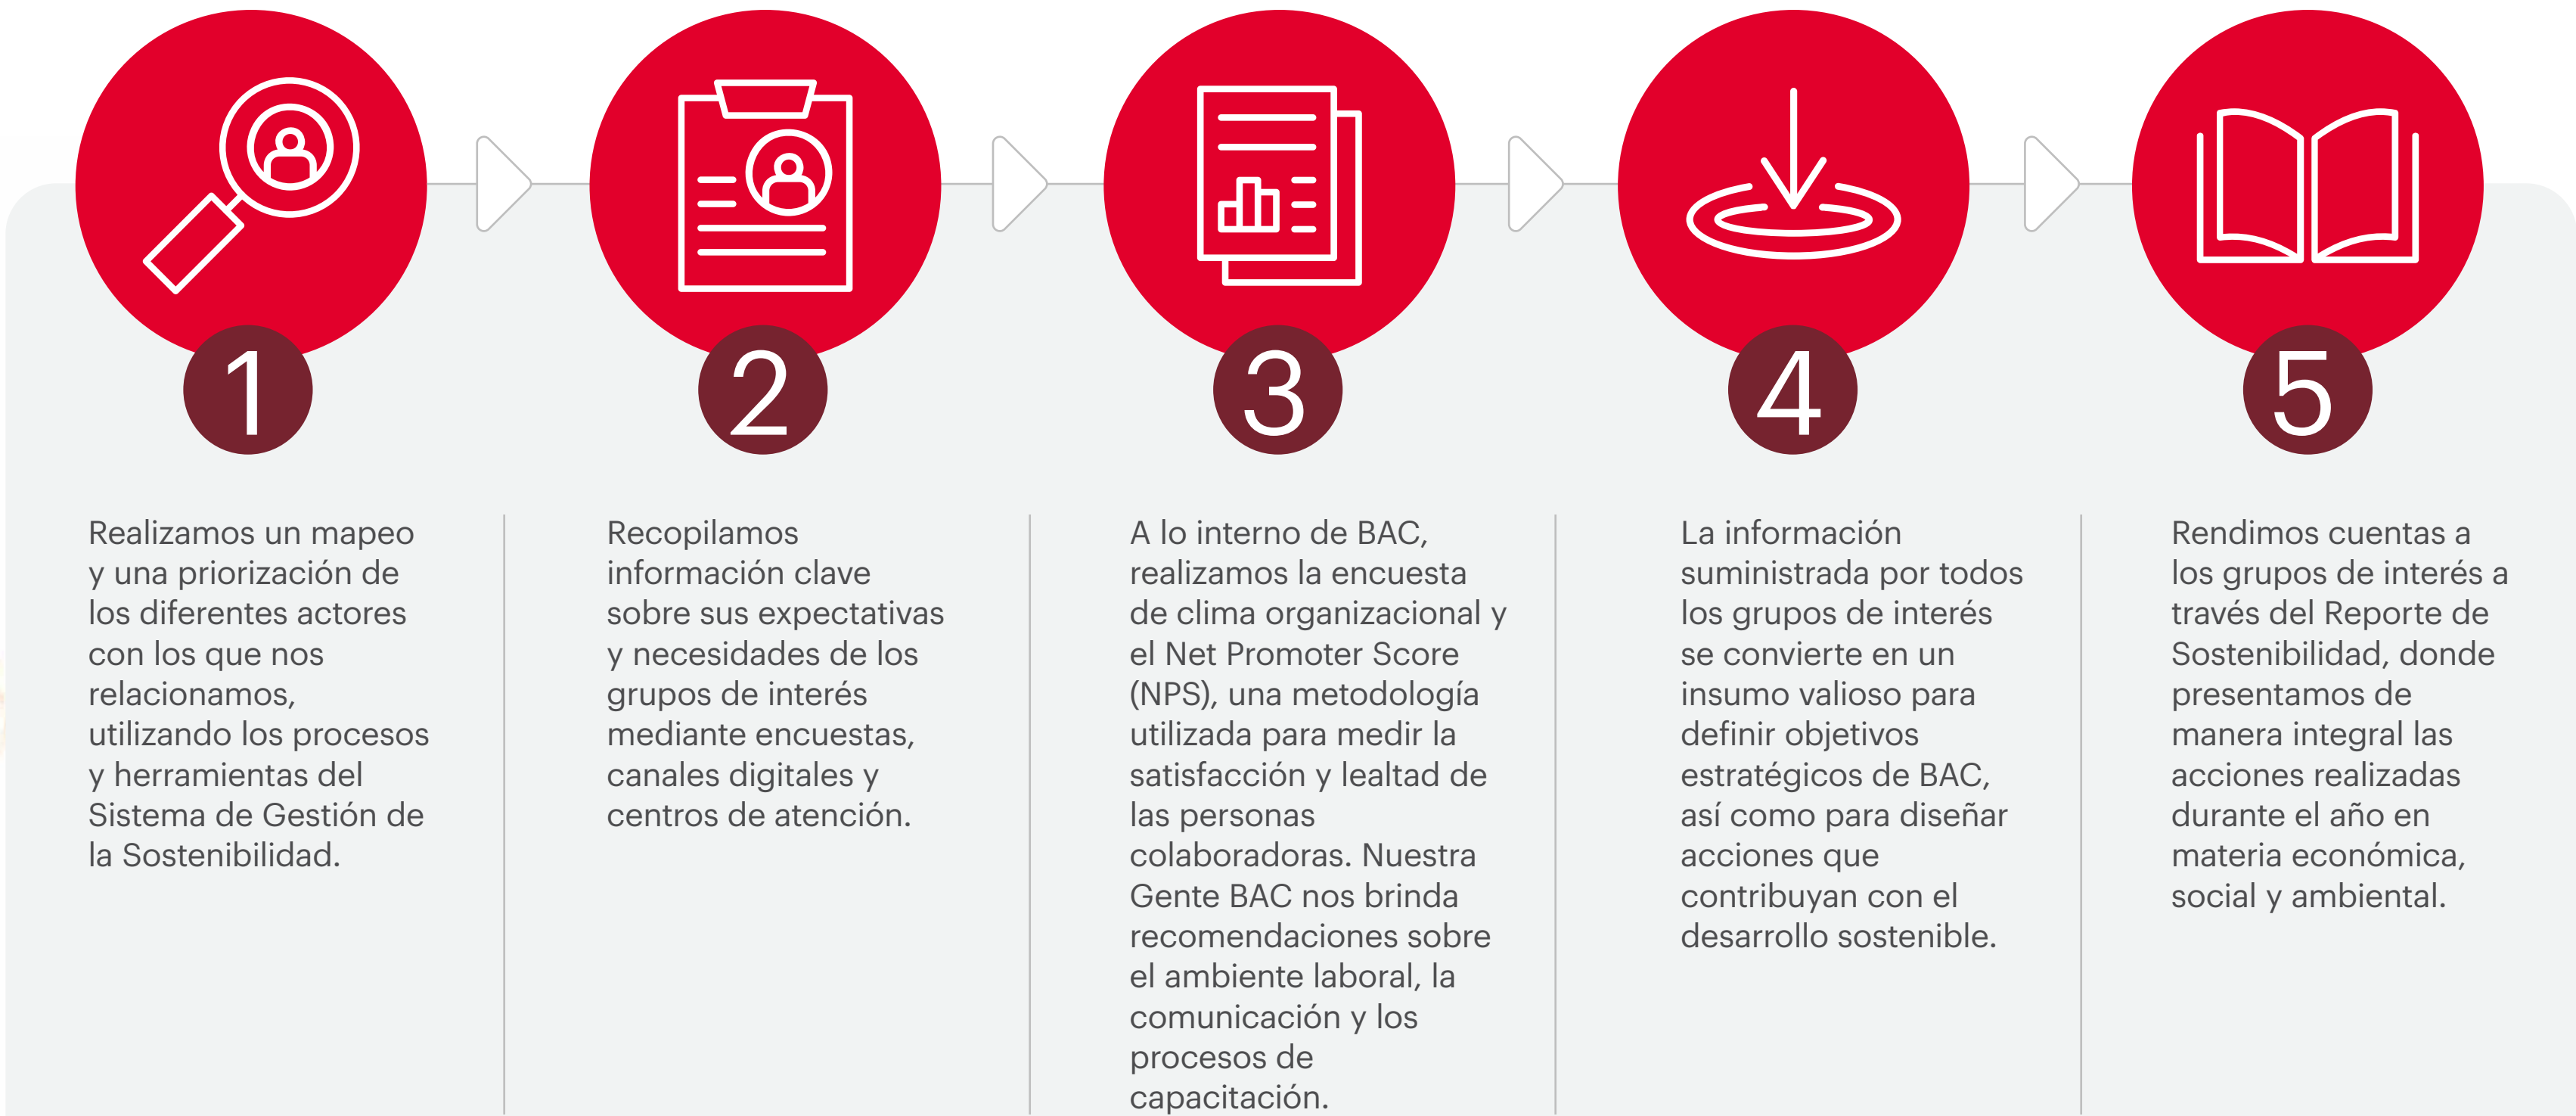 1
Realizamos un mapeo
y una priorización de
los diferentes actores
con los que nos
relacionamos,
utilizando los procesos
y herramientas del
Sistema de Gestión de
la Sostenibilidad.
2
Recopilamos
información clave
sobre sus expectativas
y necesidades de los
grupos de interés
mediante encuestas,
canales digitales y
centros de atención.
3
A lo interno de BAC,
realizamos la encuesta
de clima organizacional y
el Net Promoter Score
(NPS), una metodología
utilizada para medir la
satisfacción y lealtad de
las personas
colaboradoras. Nuestra
Gente BAC nos brinda
recomendaciones sobre
el ambiente laboral, la
comunicación y los
procesos de
capacitación.
4
La información
suministrada por todos
los grupos de interés
se convierte en un
insumo valioso para
definir objetivos
estratégicos de BAC,
así como para diseñar
acciones que
contribuyan con el
desarrollo sostenible.
5
Rendimos cuentas a
los grupos de interés a
través del Reporte de
Sostenibilidad, donde
presentamos de
manera integral las
acciones realizadas
durante el año en
materia económica,
social y ambiental.